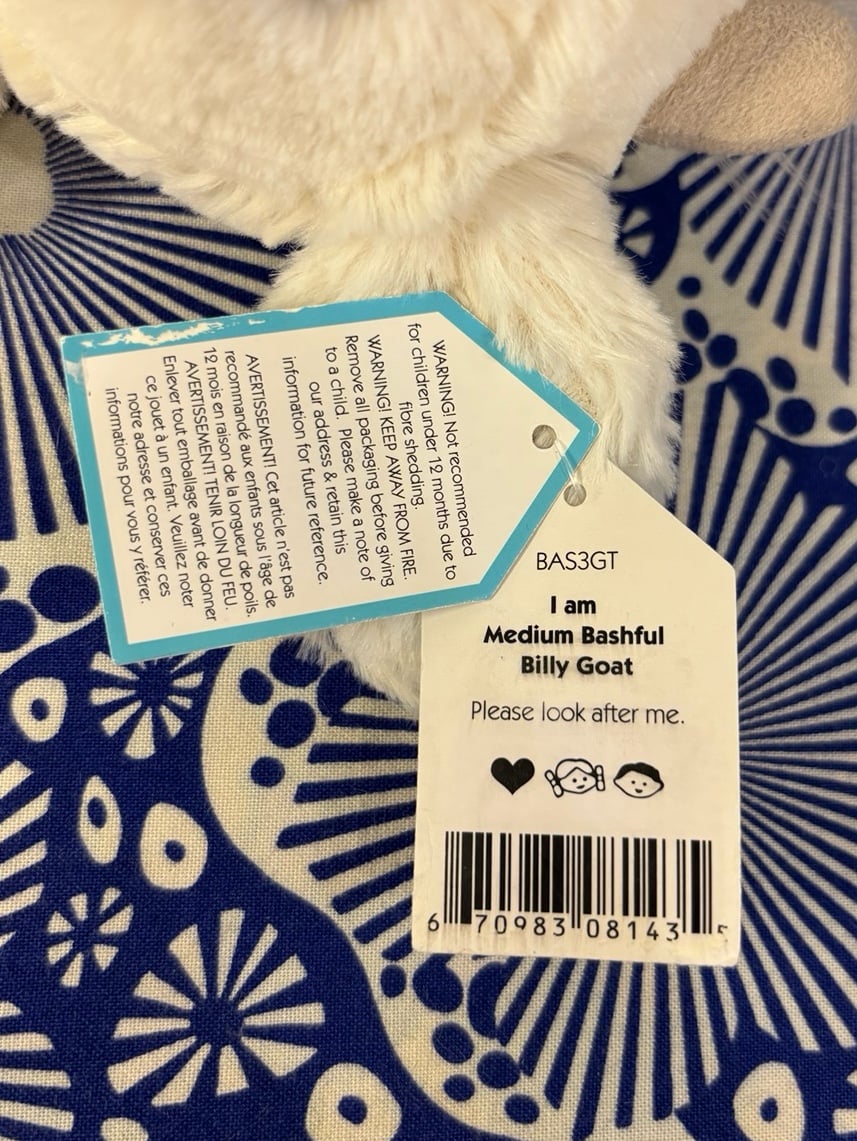 WARNING! Not recommended
for children under 12 months due to
fibre shedding.
WARNING! KEEP AWAY FROM FIRE.
Remove all packaging before giving
to a child. Please make a note of
our address & retain this
information for future reference.
AVERTISSEMENT! Cet article n'est pas
recommandé aux enfants sous l'âge de
12 mois en raison de la longueur de poils.
AVERTISSEMENT! TENIR LOIN DU FEU.
Enlever tout emballage avant de donner
ce jouet à un enfant. Veuillez noter
notre adresse et conserver ces
informations pour vous y référer.
BAS3GT
I am
Medium Bashful
Billy Goat
Please look after me.
6 70983 08143 5